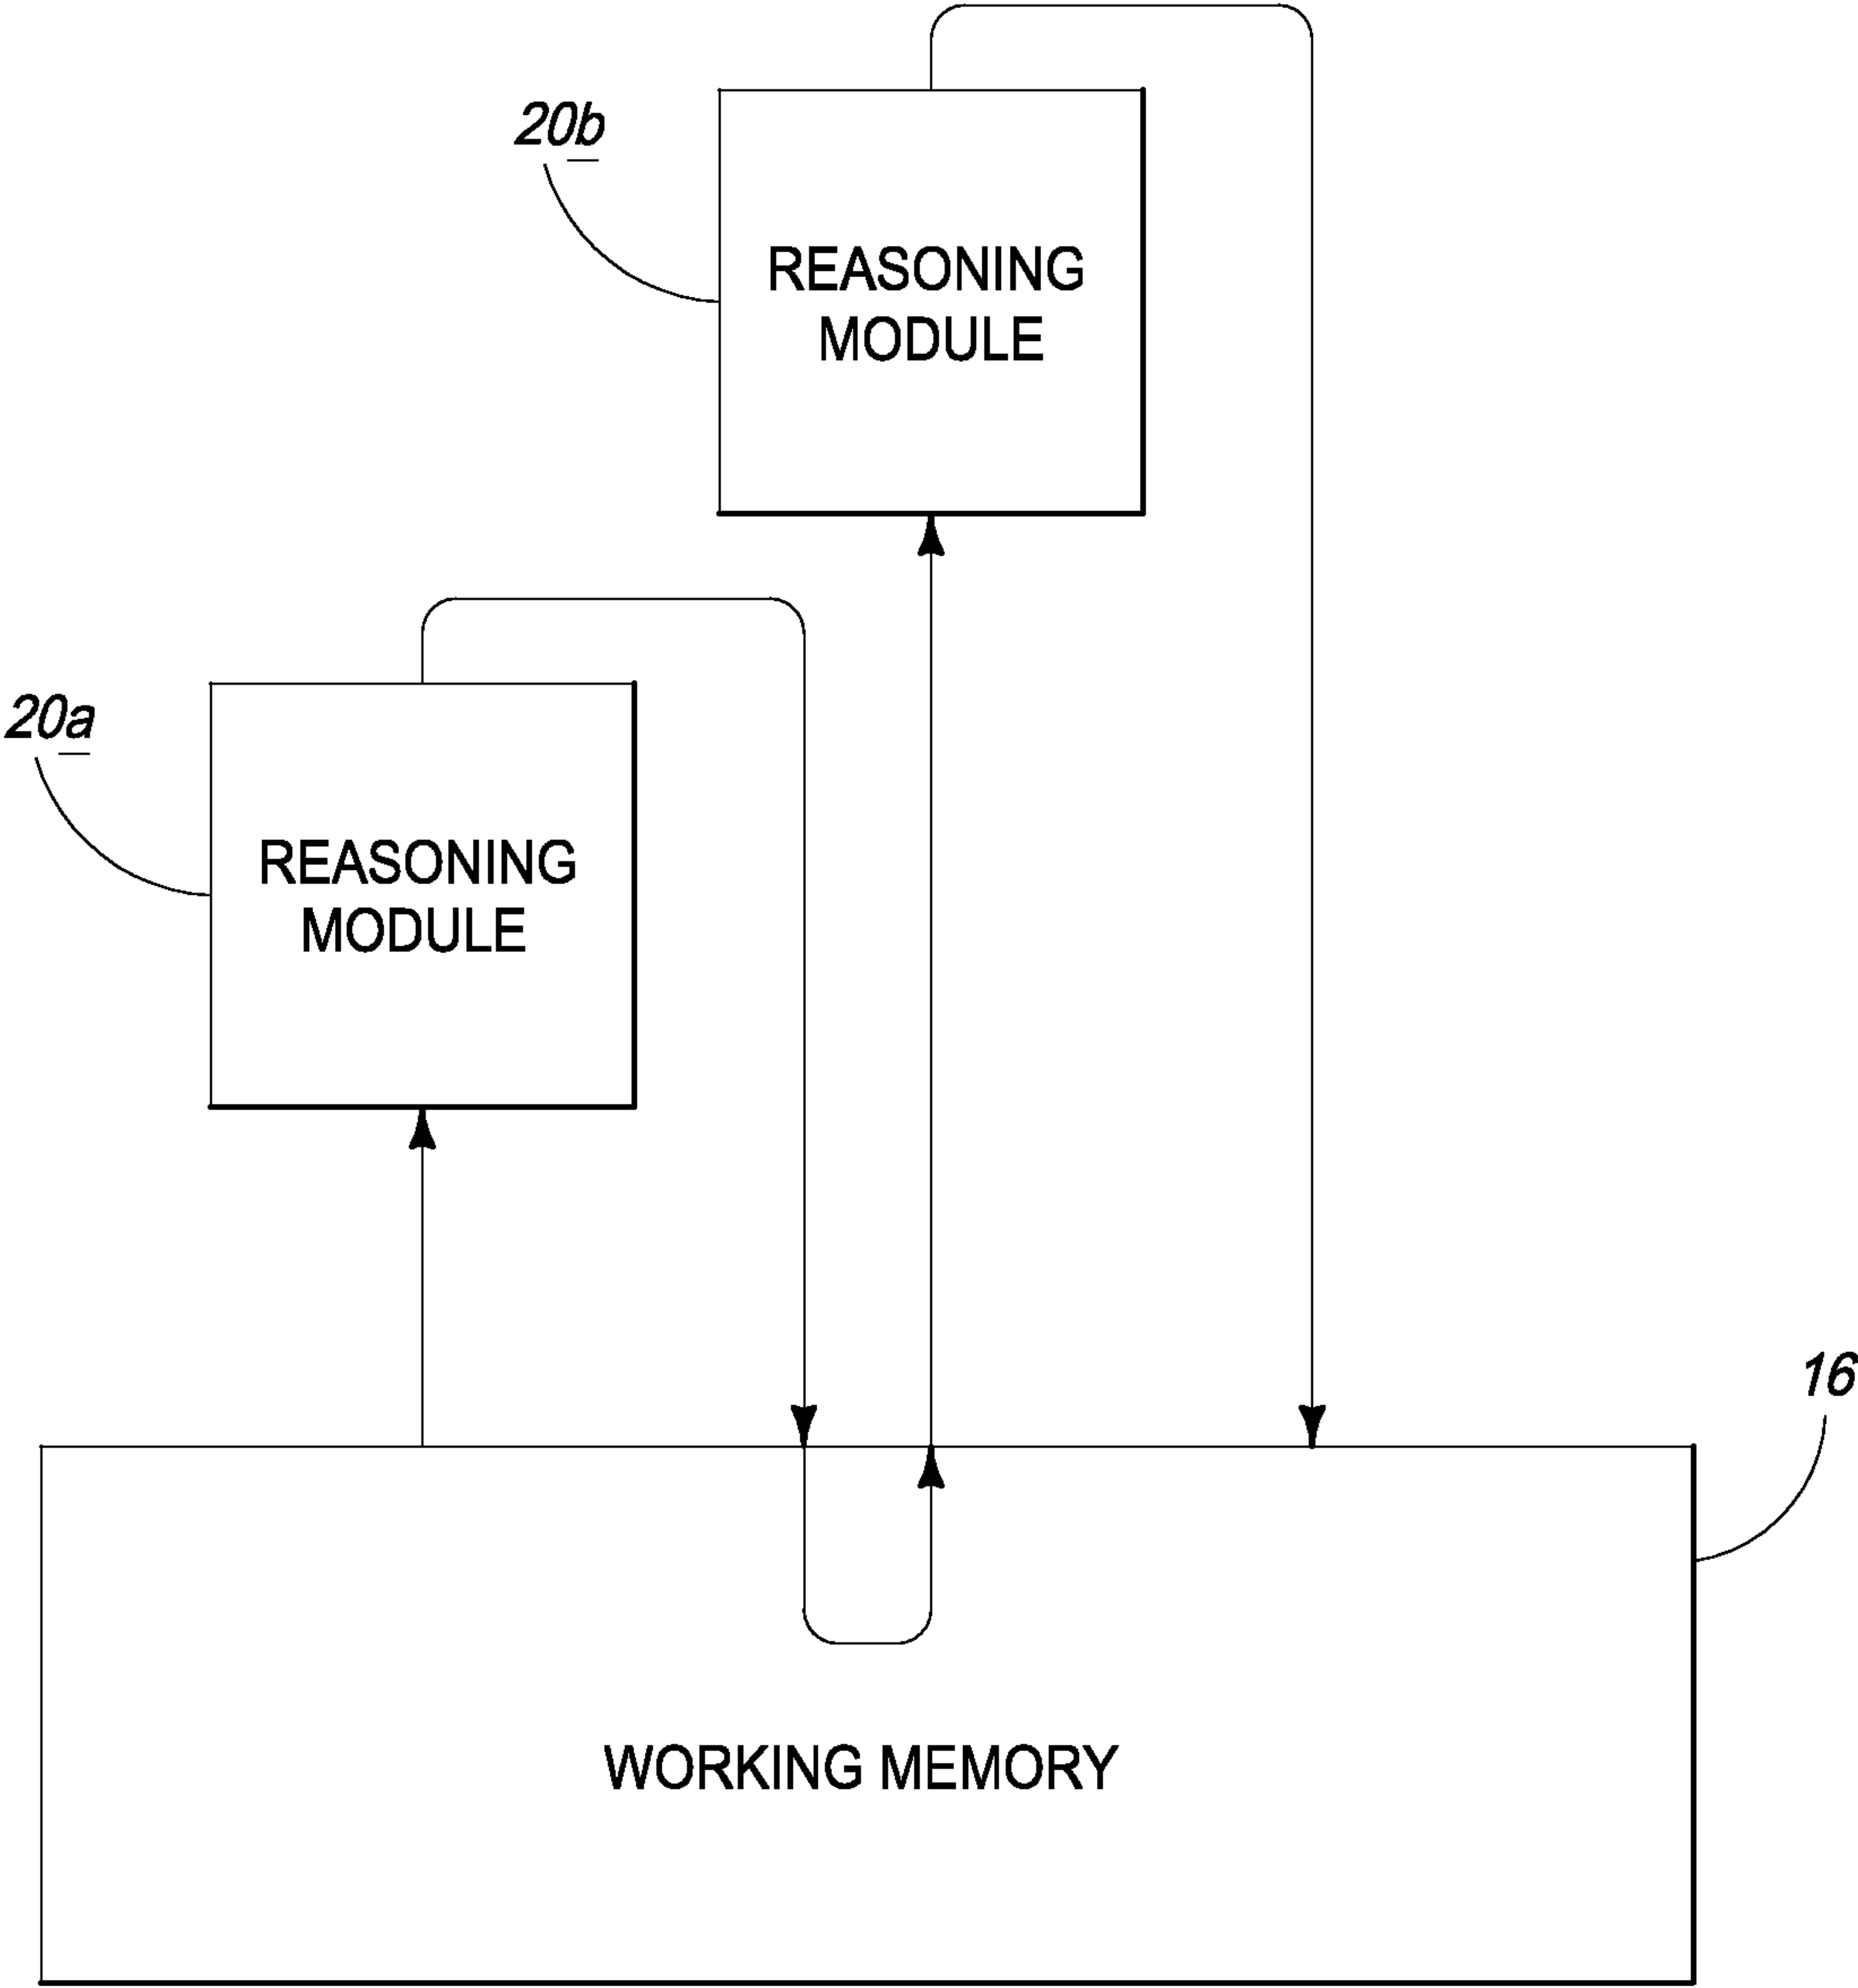 20b
REASONING
MODULE
20a
REASONING
MODULE
16
WORKING MEMORY